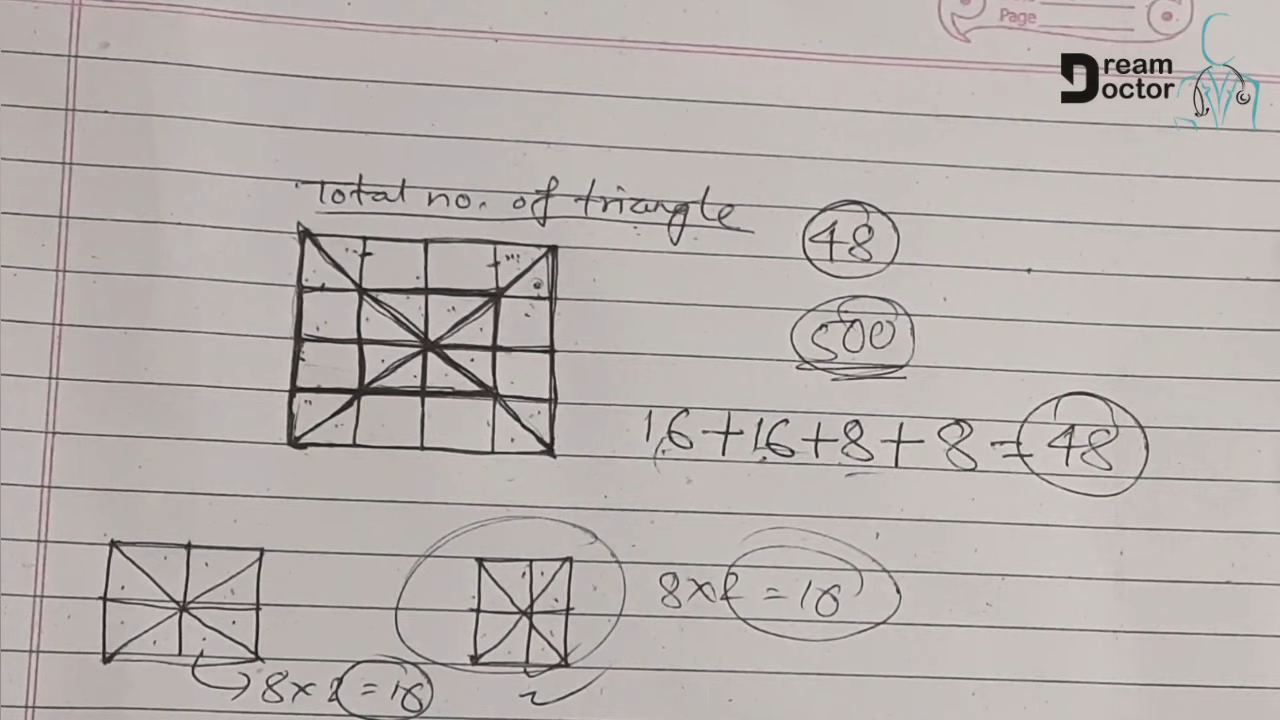 Page
Dream Doctor
Total no. of triangle
48
500
16+16+8+8=48
8×2=16
8×2=16